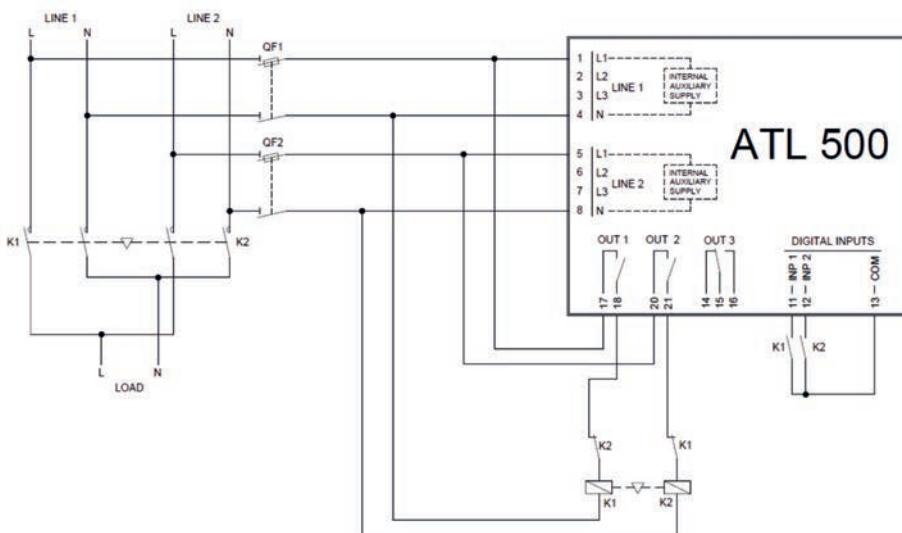 LINE 1 LINE 2
L N L N
QF1
QF2
1 L1
2 L2
3 L3
4 N
LINE 1
INTERNAL
AUXILIARY
SUPPLY
5 L1
6 L2
7 L3
8 N
LINE 2
INTERNAL
AUXILIARY
SUPPLY
ATL 500
OUT 1 OUT 2 OUT 3 DIGITAL INPUTS
17 18 20 21 14 15 16
11 – INP 1
12 – INP 2
13 – COM
K1 K2
K1 K2
L N
LOAD
K2 K1
K1 K2